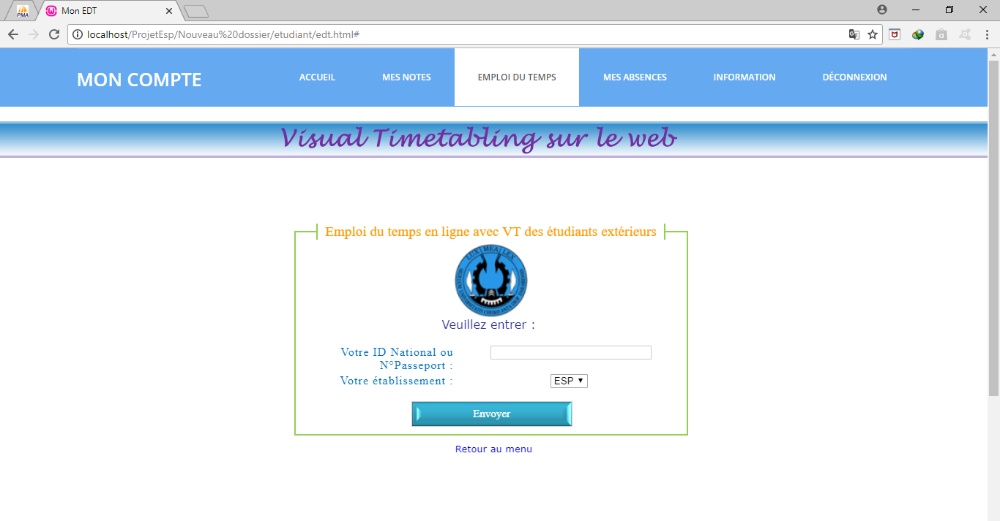 PMA
Mon EDT
localhost/ProjetEsp/Nouveau%20dossier/etudiant/edt.html#
MON COMPTE
ACCUEIL
MES NOTES
EMPLOI DU TEMPS
MES ABSENCES
INFORMATION
DÉCONNEXION
Visual Timetabling sur le web
Emploi du temps en ligne avec VT des étudiants extérieurs
LUX MEA LEX
Veuillez entrer :
Votre ID National ou
N°Passeport :
Votre établissement :
ESP
Envoyer
Retour au menu